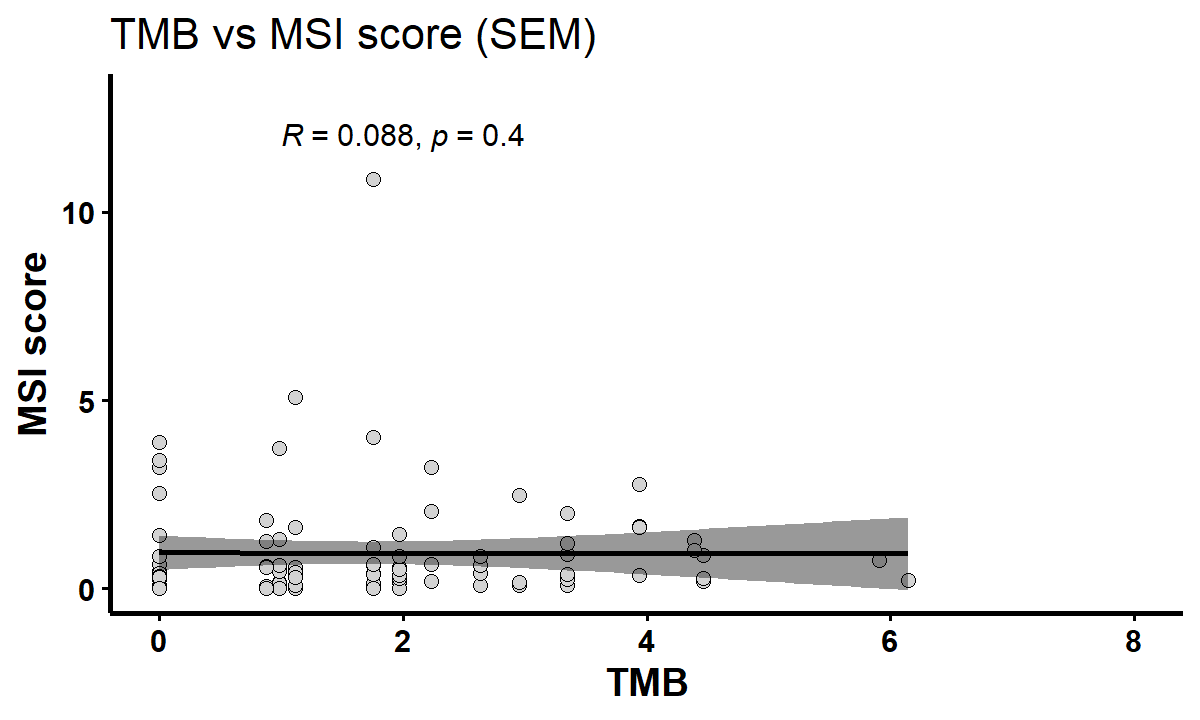 TMB vs MSI score (SEM)
R = 0.088, p = 0.4
10
5
0
MSI score
0 2 4 6 8
TMB